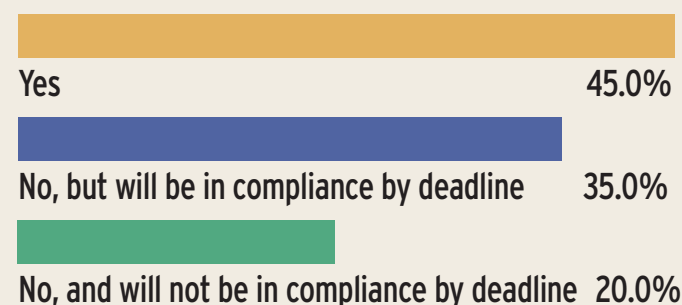 Yes 45.0%
No, but will be in compliance by deadline 35.0%
No, and will not be in compliance by deadline 20.0%